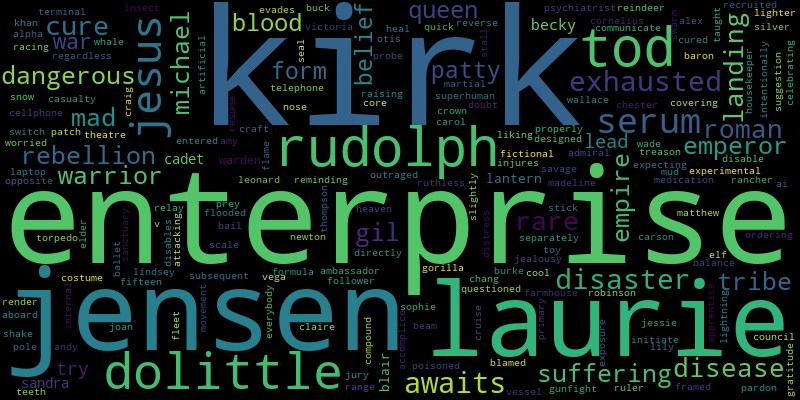 kirk
enterprise
jensen
laurie
rudolph
dolittle
tod
serum
jesus
exhausted
dangerous
rebellion
warrior
disaster
suffering
disease
awaits
tribe
emperor
empire
roman
landing
rare
gil
patty
queen
blood
form
belief
michael
cure
war
mad
becky
lead
try
sandra
cadet
warden
lantern
blair
terminal
khan
buck
alpha
whale
racing
regardless
insect
evades
victoria
otis
heal
quick
reverse
stall
psychiatrist
reindeer
cornelius
alex
communicate
swarm
cured
baron
taught
recruited
lighter
silver
housekeeper
intentionally
suggestion
celebrating
artificial
seal
telephone
nose
probe
raising
core
martial
superhuman
doubt
wallace
chester
covering
snow
casualty
craig
cellphone
switch
patch
theatre
worried
laptop
opposite
resume
craft
entered
amy
flame
crown
carol
properly
designed
liking
injures
fictional
admiral
wade
treason
disable
expecting
mud
experimental
medication
rancher
ai
leonard
reminding
outraged
ruthless
savage
madeline
slightly
elder
sanctuary
relay
<
ballet
disables
attacking
prey
flooded
bail
scale
thompson
heaven
newton
directly
distress
stick
separately
toy
jealousy
carson
matthew
elf
balance
ordering
torpedo
costume
lindsey
fifteen
subsequent
vega
formula
ambassador
follower
gorilla
chang
burke
cool
questioned
farmhouse
robinson
render
aboard
internal
shake
joan
pole
andy
teeth
fleet
movement
everybody
claire
compound
jury
range
accomplice
sophie
beam
cruise
primary
poisoned
blamed
vessel
gunfight
exposure
ruler
framed
jessie
initiate
lily
apprentice
lightning
council
pardon
gratitude